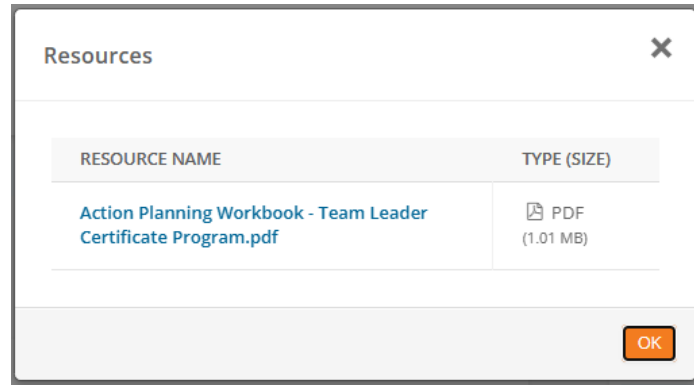 Resources
RESOURCE NAME
TYPE (SIZE)
Action Planning Workbook - Team Leader
Certificate Program.pdf
PDF
(1.01 MB)
OK